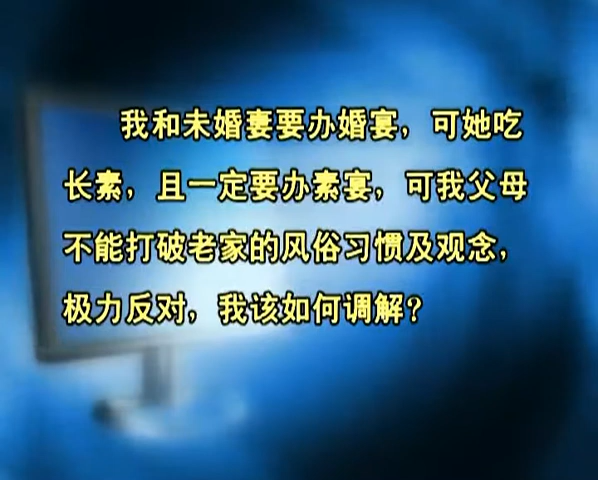 我和未婚妻要办婚宴，可她吃
长素，且一定要办素宴，可我父母
不能打破老家的风俗习惯及观念，
极力反对，我该如何调解？